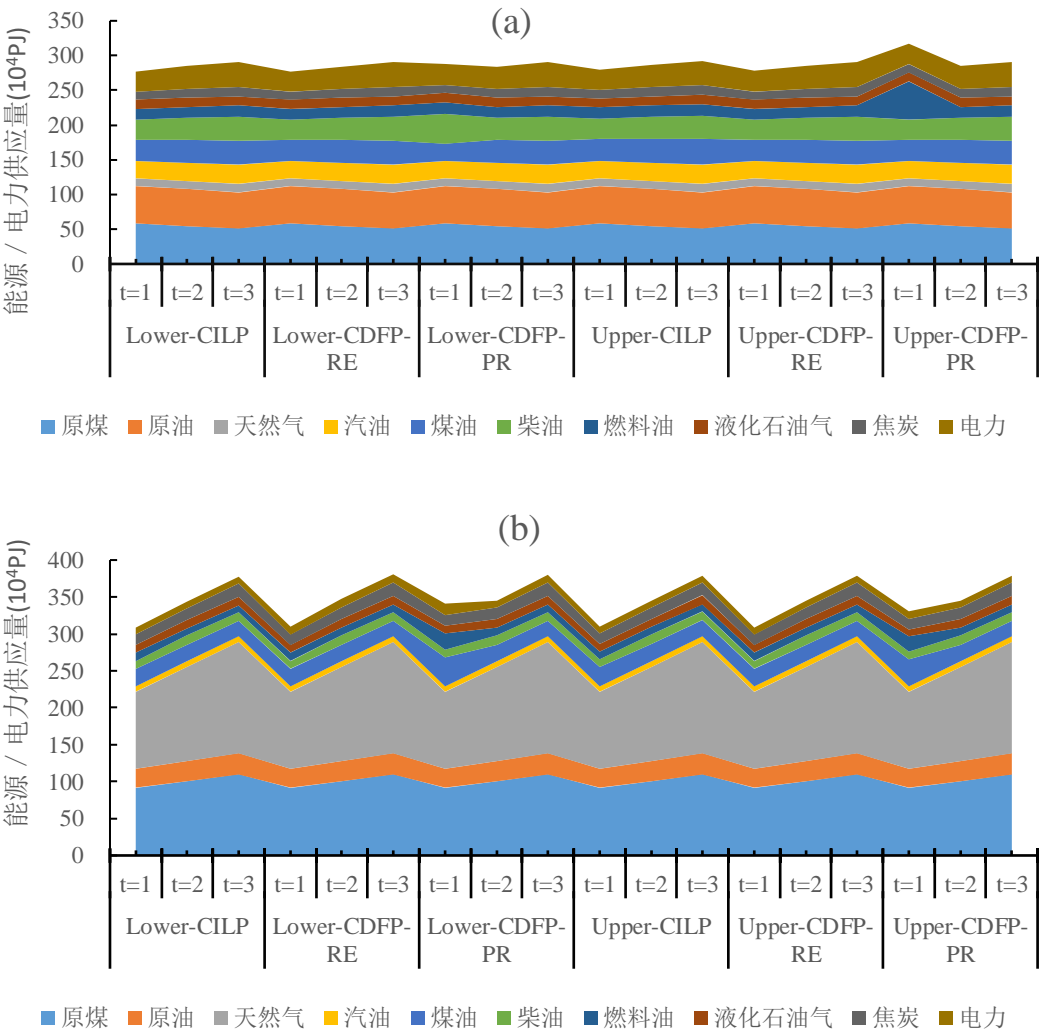 (a)
能源 / 电力供应量(10⁴PJ)
350
300
250
200
150
100
50
0
t=1 t=2 t=3 t=1 t=2 t=3 t=1 t=2 t=3 t=1 t=2 t=3 t=1 t=2 t=3 t=1 t=2 t=3
Lower-CILP Lower-CDFP-RE Lower-CDFP-PR Upper-CILP Upper-CDFP-RE Upper-CDFP-PR
原煤 原油 天然气 汽油 煤油 柴油 燃料油 液化石油气 焦炭 电力
(b)
能源 / 电力供应量(10⁴PJ)
400
350
300
250
200
150
100
50
0
t=1 t=2 t=3 t=1 t=2 t=3 t=1 t=2 t=3 t=1 t=2 t=3 t=1 t=2 t=3 t=1 t=2 t=3
Lower-CILP Lower-CDFP-RE Lower-CDFP-PR Upper-CILP Upper-CDFP-RE Upper-CDFP-PR
原煤 原油 天然气 汽油 煤油 柴油 燃料油 液化石油气 焦炭 电力